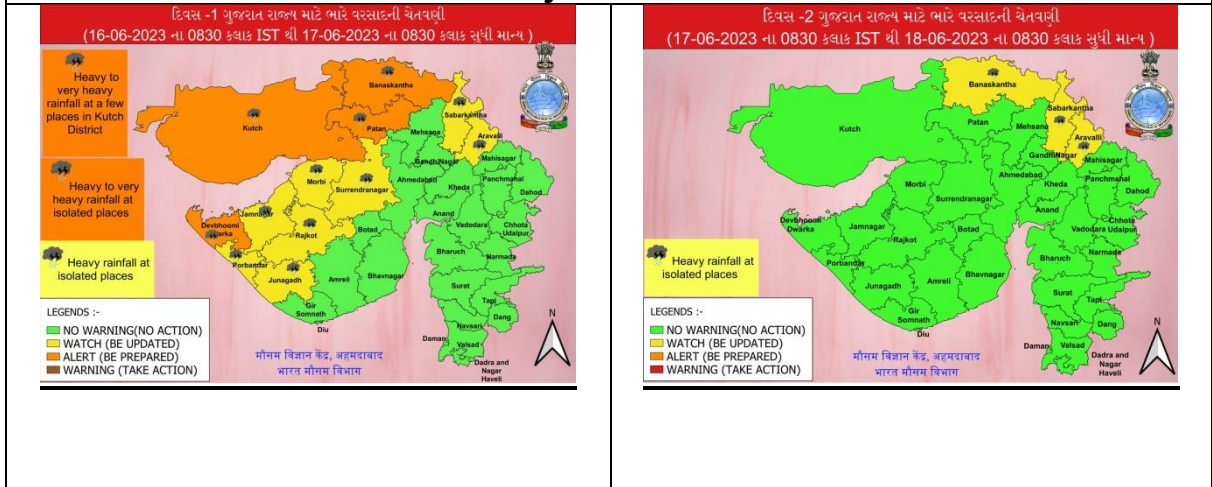 દિવસ -1 ગુજરાત રાજ્ય માટે ભારે વરસાદની ચેતવણી
(16-06-2023 ના 0830 કલાક IST થી 17-06-2023 ના 0830 કલાક સુધી માન્ય )
Heavy to
very heavy
rainfall at a few
places in Kutch
District
Heavy to very
heavy rainfall at
isolated places
Heavy rainfall at
isolated places
Banaskantha
Kutch
Patan
Sabarkantha
Mehsana
Aravalli
GandhiNagar
Mahisagar
Morbi
Surrendranagar
Ahmedabad
Kheda
Panchmahal
Dahod
Devbhoomi
Dwarka
Jamnagar
Rajkot
Botad
Anand
Vadodara
Chhota
Udaipur
Porbandar
Junagadh
Amreli
Bhavnagar
Bharuch
Narmada
Gir
Somnath
Diu
Surat
Tapi
Dang
Navsari
Daman
Valsad
Dadra and
Nagar
Haveli
LEGENDS :-
NO WARNING(NO ACTION)
WATCH (BE UPDATED)
ALERT (BE PREPARED)
WARNING (TAKE ACTION)
मौसम विज्ञान केंद्र, अहमदाबाद
भारत मौसम विभाग
N
દિવસ -2 ગુજરાત રાજ્ય માટે ભારે વરસાદની ચેતવણી
(17-06-2023 ના 0830 કલાક IST થી 18-06-2023 ના 0830 કલાક સુધી માન્ય )
Heavy rainfall at
isolated places
Banaskantha
Kutch
Patan
Sabarkantha
Mehsana
Aravalli
GandhiNagar
Mahisagar
Morbi
Surrendranagar
Ahmedabad
Kheda
Panchmahal
Dahod
Devbhoomi
Dwarka
Jamnagar
Rajkot
Botad
Anand
Vadodara
Chhota
Udaipur
Porbandar
Junagadh
Amreli
Bhavnagar
Bharuch
Narmada
Gir
Somnath
Diu
Surat
Tapi
Dang
Navsari
Daman
Valsad
Dadra and
Nagar
Haveli
LEGENDS :-
NO WARNING(NO ACTION)
WATCH (BE UPDATED)
ALERT (BE PREPARED)
WARNING (TAKE ACTION)
मौसम विज्ञान केंद्र, अहमदाबाद
भारत मौसम विभाग
N